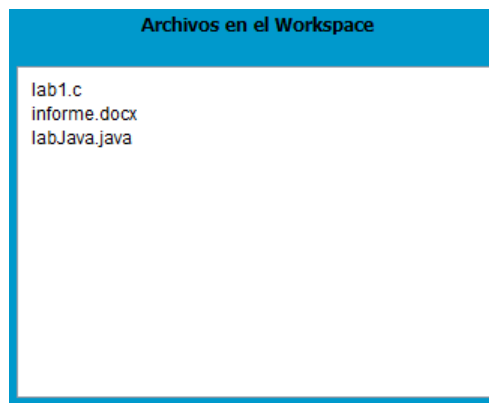 Archivos en el Workspace
lab1.c
informe.docx
labJava.java